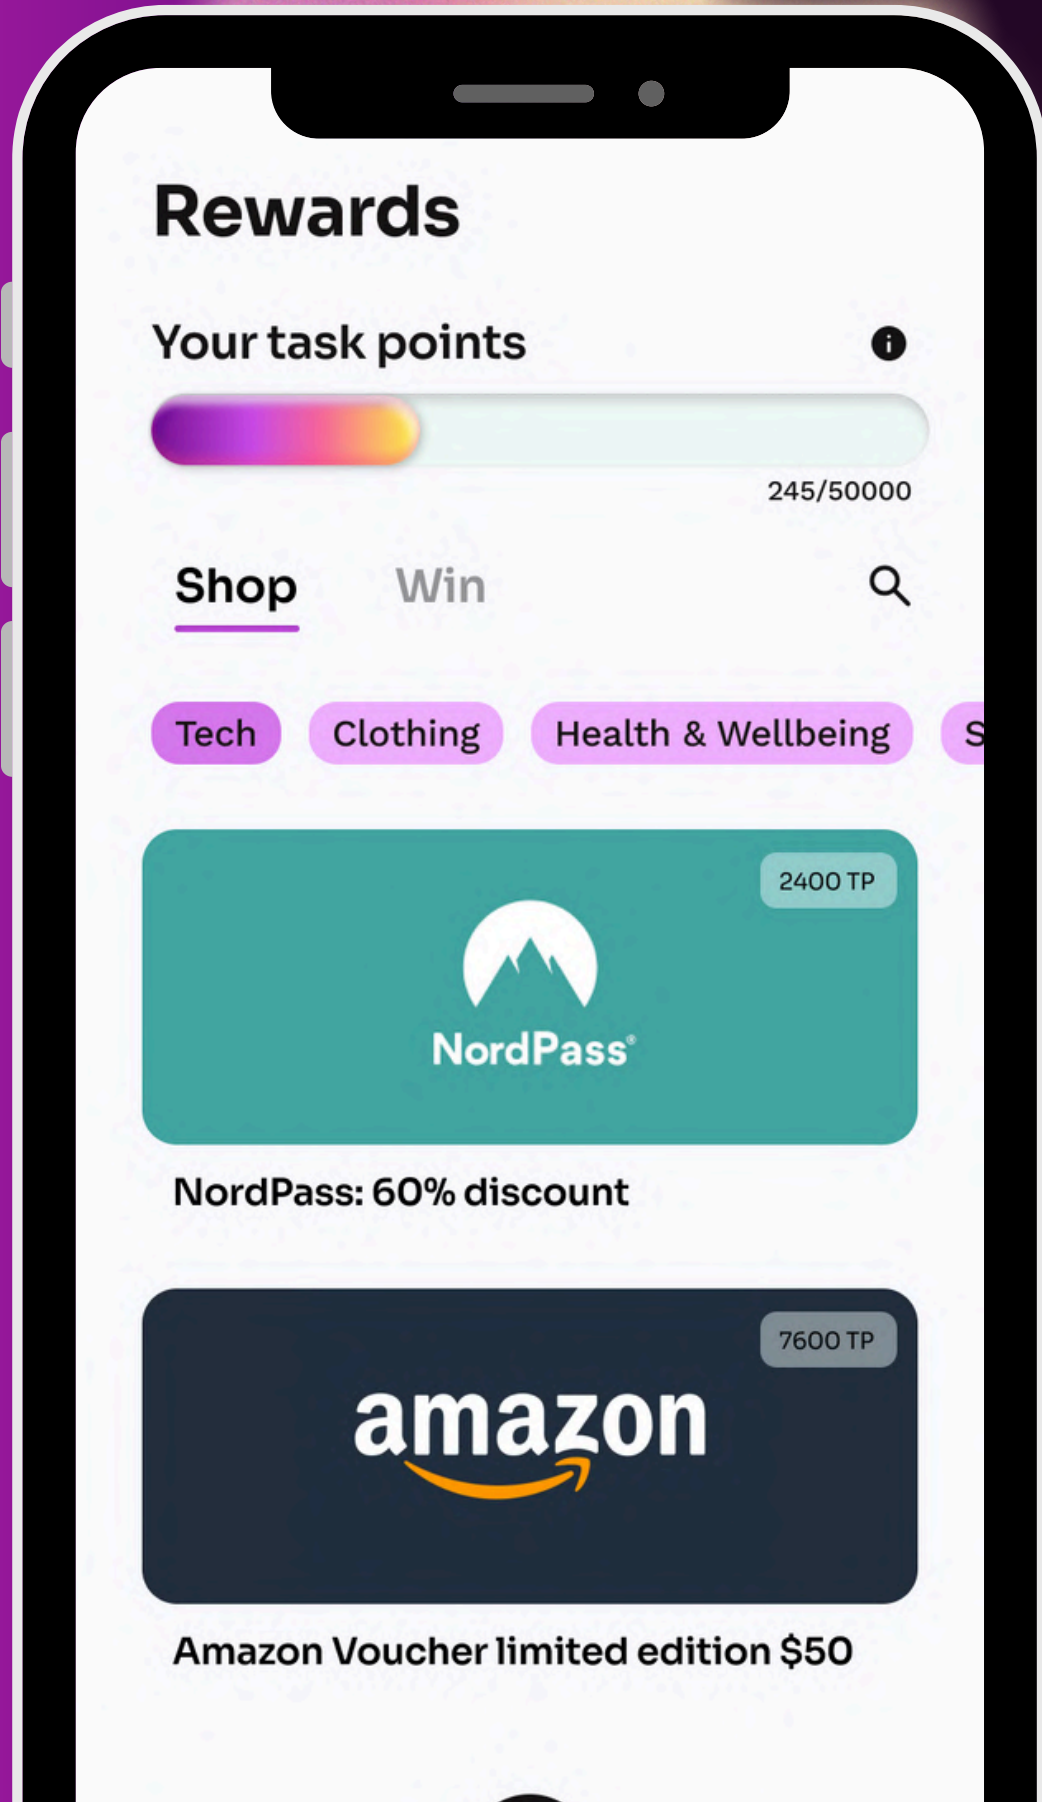 Rewards
Your task points
245/50000
Shop Win
Tech Clothing Health & Wellbeing S
2400 TP
NordPass®
NordPass: 60% discount
7600 TP
amazon
Amazon Voucher limited edition $50